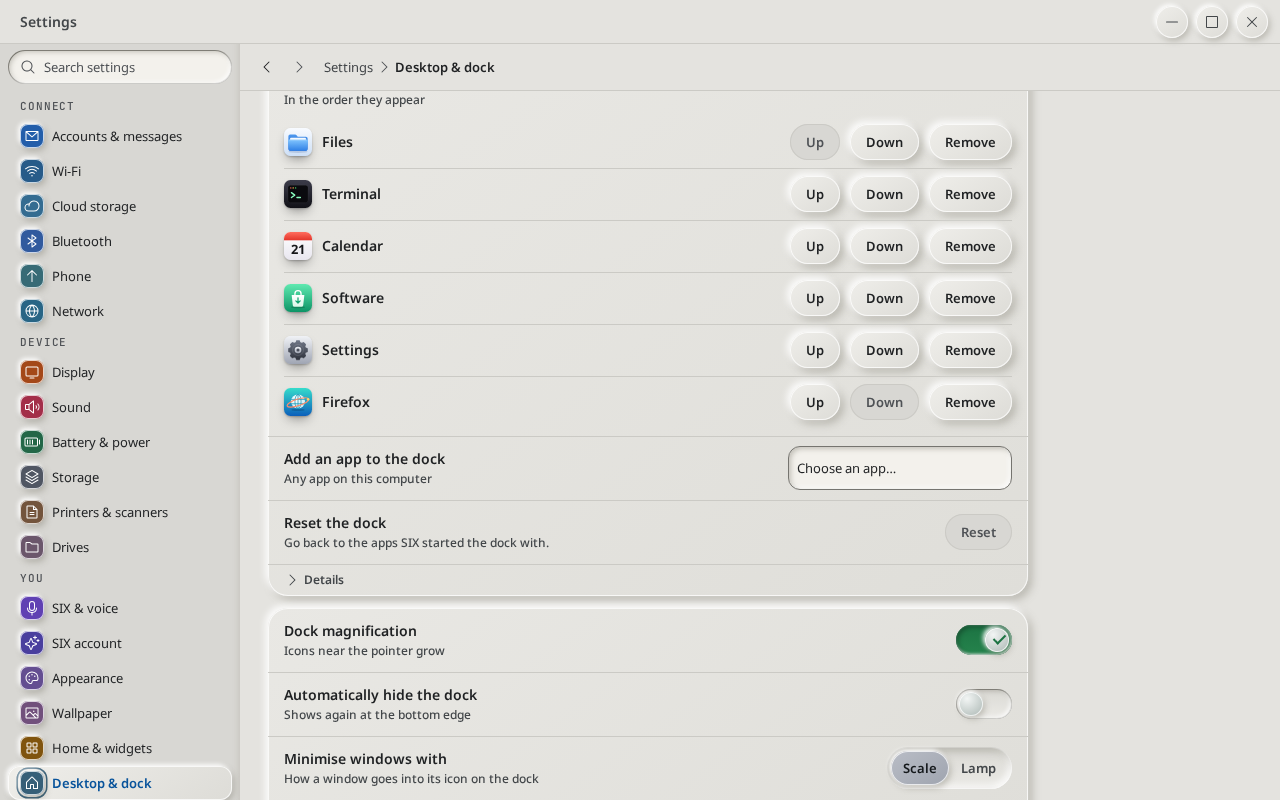 Settings
Search settings
Settings
Desktop & dock
CONNECT
Accounts & messages
Wi-Fi
Cloud storage
Bluetooth
Phone
Network
DEVICE
Display
Sound
Battery & power
Storage
Printers & scanners
Drives
YOU
SIX & voice
SIX account
Appearance
Wallpaper
Home & widgets
Desktop & dock
In the order they appear
Files
Up
Down
Remove
Terminal
Up
Down
Remove
21
Calendar
Up
Down
Remove
Software
Up
Down
Remove
Settings
Up
Down
Remove
Firefox
Up
Down
Remove
Add an app to the dock
Any app on this computer
Choose an app...
Reset the dock
Go back to the apps SIX started the dock with.
Reset
Details
Dock magnification
Icons near the pointer grow
Automatically hide the dock
Shows again at the bottom edge
Minimise windows with
How a window goes into its icon on the dock
Scale
Lamp